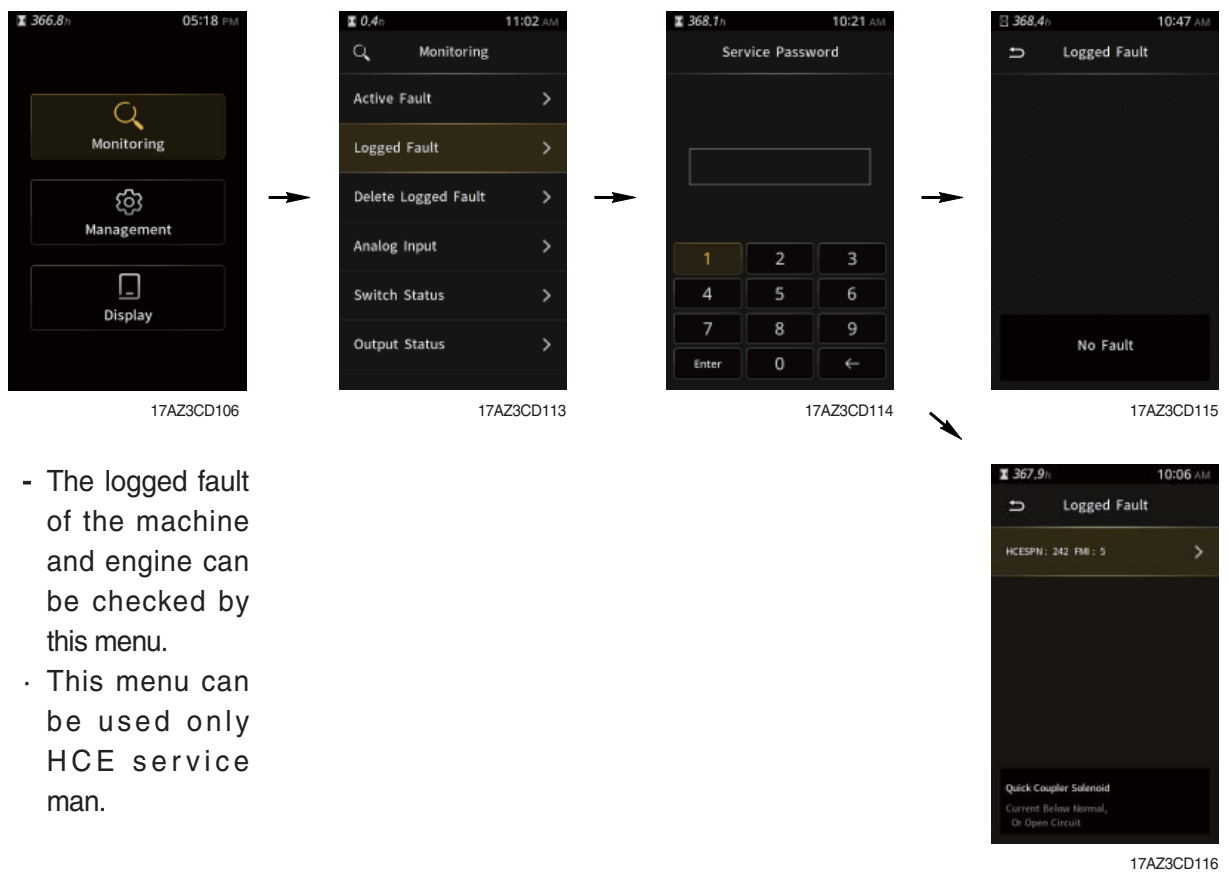 366.8h 05:18 PM
Monitoring
Management
Display
17AZ3CD106
0.4h 11:02 AM
Monitoring
Active Fault
Logged Fault
Delete Logged Fault
Analog Input
Switch Status
Output Status
17AZ3CD113
368.1h 10:21 AM
Service Password
1 2 3
4 5 6
7 8 9
Enter 0 ←
17AZ3CD114
368.4h 10:47 AM
Logged Fault
No Fault
17AZ3CD115
- The logged fault
of the machine
and engine can
be checked by
this menu.
· This menu can
be used only
HCE service
man.
367.9h 10:06 AM
Logged Fault
HCESPN : 242 FMI : 5
Quick Coupler Solenoid
Current Below Normal,
Or Open Circuit
17AZ3CD116